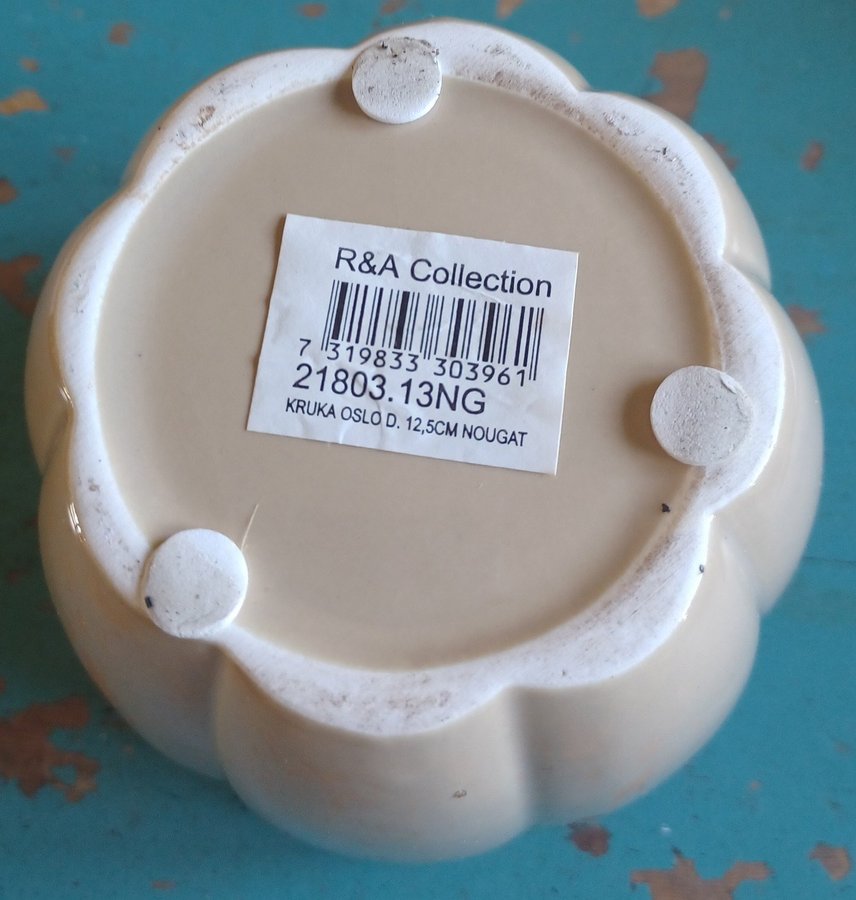 R&A Collection
7 319833 303961
21803.13NG
KRUKA OSLO D. 12,5CM NOUGAT